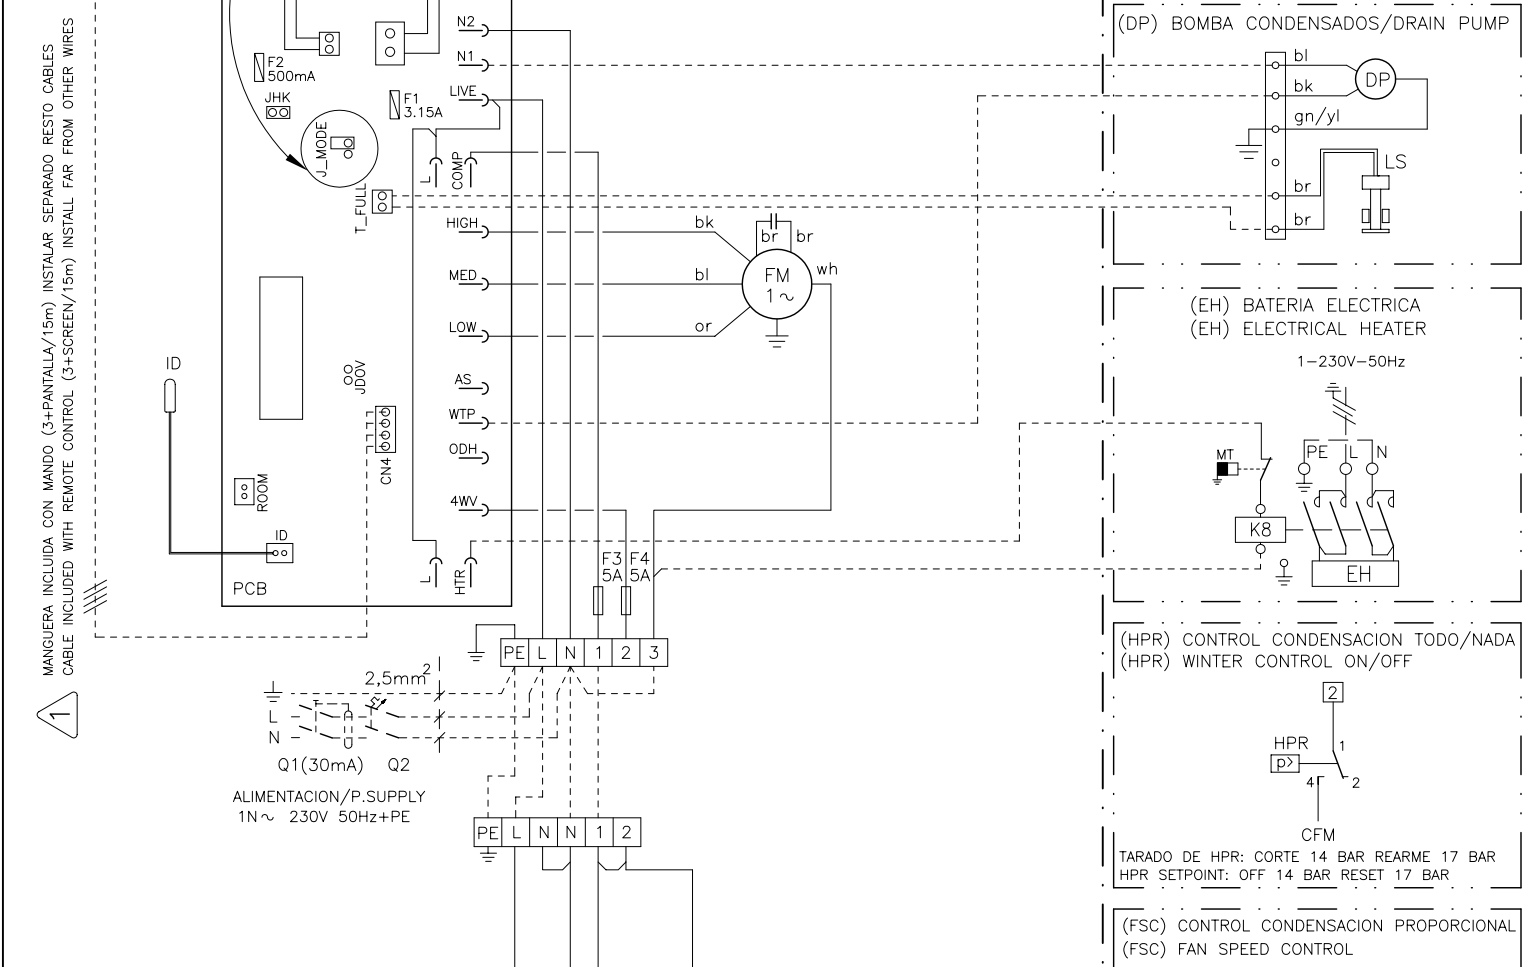 MANGUERA INCLUIDA CON MANDO (3+PANTALLA/15m) INSTALAR SEPARADO RESTO CABLES
CABLE INCLUDED WITH REMOTE CONTROL (3+SCREEN/15m) INSTALL FAR FROM OTHER WIRES
1
ID
F2
500mA
JHK
F1
3.15A
J_MODE
T_FULL
JDOV
CN4
ROOM
ID
PCB
N2
N1
LIVE
L
COMP
HIGH
MED
LOW
AS
WTP
ODH
4WV
L
HTR
bk
bl
or
br
br
wh
FM
1∼
F3
5A
F4
5A
PE L N 1 2 3
2,5mm²
L
N
Q1(30mA) Q2
ALIMENTACION/P.SUPPLY
1N∼ 230V 50Hz+PE
PE L N N 1 2
(DP) BOMBA CONDENSADOS/DRAIN PUMP
bl
bk
gn/yl
br
br
DP
LS
(EH) BATERIA ELECTRICA
(EH) ELECTRICAL HEATER
1-230V-50Hz
PE L N
MT
K8
EH
(HPR) CONTROL CONDENSACION TODO/NADA
(HPR) WINTER CONTROL ON/OFF
2
HPR
p>
1
4
2
CFM
TARADO DE HPR: CORTE 14 BAR REARME 17 BAR
HPR SETPOINT: OFF 14 BAR RESET 17 BAR
(FSC) CONTROL CONDENSACION PROPORCIONAL
(FSC) FAN SPEED CONTROL